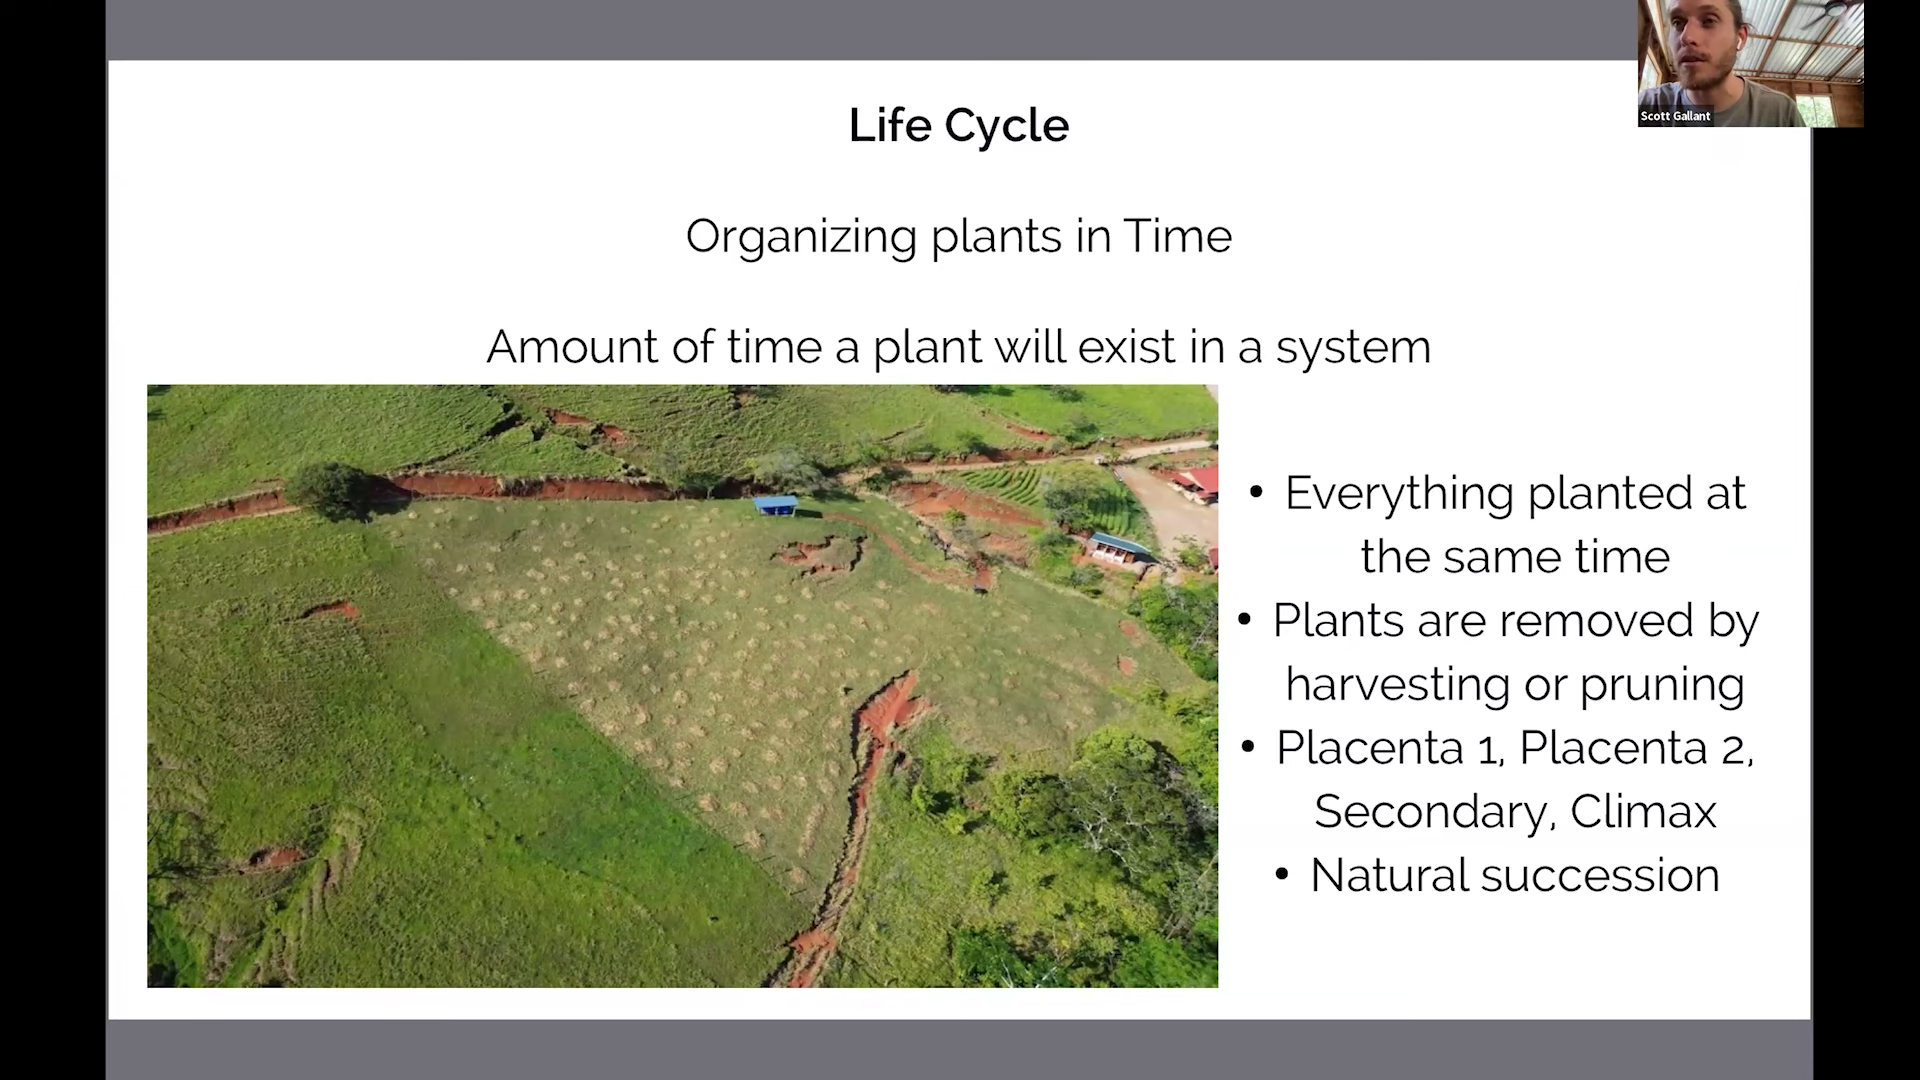 Scott Gallant
Life Cycle
Organizing plants in Time
Amount of time a plant will exist in a system
• Everything planted at
the same time
• Plants are removed by
harvesting or pruning
• Placenta 1, Placenta 2,
Secondary, Climax
• Natural succession